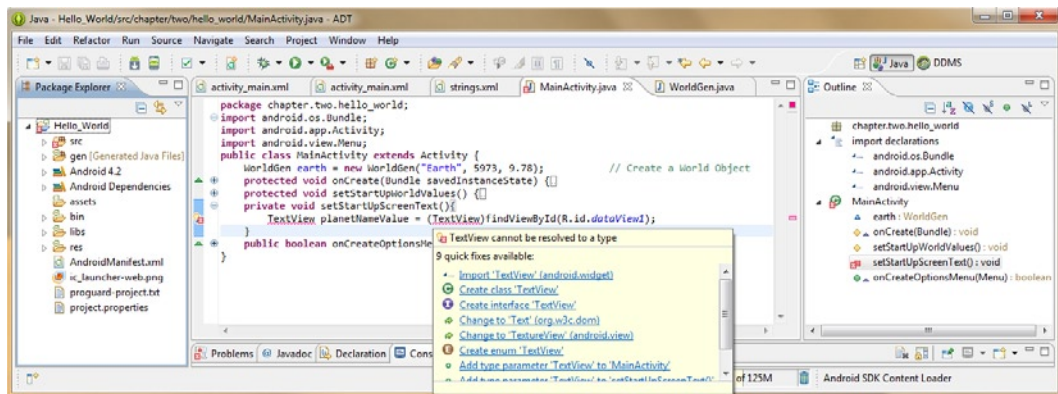 Java - Hello_World/src/chapter/two/hello_world/MainActivity.java - ADT
File Edit Refactor Run Source Navigate Search Project Window Help
Java DDMS
Package Explorer
Hello_World
src
gen [Generated Java Files]
Android 4.2
Android Dependencies
assets
bin
libs
res
AndroidManifest.xml
ic_launcher-web.png
proguard-project.txt
project.properties
activity_main.xml activity_main.xml strings.xml MainActivity.java WorldGen.java
package chapter.two.hello_world;
import android.os.Bundle;
import android.app.Activity;
import android.view.Menu;
public class MainActivity extends Activity {
WorldGen earth = new WorldGen("Earth", 5973, 9.78); // Create a World Object
protected void onCreate(Bundle savedInstanceState) {
protected void setStartUpWorldValues() {
private void setStartUpScreenText(){
TextView planetNameValue = (TextView)findViewById(R.id.dataView1);
}
public boolean onCreateOptionsMe
}
TextView cannot be resolved to a type
9 quick fixes available:
Import 'TextView' (android.widget)
Create class 'TextView'
Create interface 'TextView'
Change to 'Text' (org.w3c.dom)
Change to 'TextureView' (android.view)
Create enum 'TextView'
Add type parameter 'TextView' to 'MainActivity'
Add type parameter 'TextView' to 'setStartUpScreenText()'
Outline
chapter.two.hello_world
import declarations
android.os.Bundle
android.app.Activity
android.view.Menu
MainActivity
earth : WorldGen
onCreate(Bundle) : void
setStartUpWorldValues() : void
setStartUpScreenText() : void
onCreateOptionsMenu(Menu) : boolean
Problems Javadoc Declaration Cons
of 125M Android SDK Content Loader